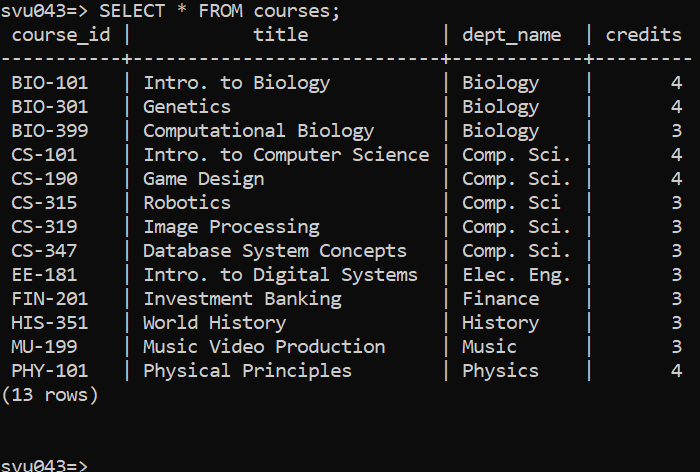 svu043=> SELECT * FROM courses;
 course_id |           title            | dept_name  | credits
-----------+----------------------------+------------+---------
 BIO-101   | Intro. to Biology          | Biology    |       4
 BIO-301   | Genetics                   | Biology    |       4
 BIO-399   | Computational Biology      | Biology    |       3
 CS-101    | Intro. to Computer Science | Comp. Sci. |       4
 CS-190    | Game Design                | Comp. Sci. |       4
 CS-315    | Robotics                   | Comp. Sci  |       3
 CS-319    | Image Processing           | Comp. Sci. |       3
 CS-347    | Database System Concepts   | Comp. Sci. |       3
 EE-181    | Intro. to Digital Systems  | Elec. Eng. |       3
 FIN-201   | Investment Banking         | Finance    |       3
 HIS-351   | World History              | History    |       3
 MU-199    | Music Video Production     | Music      |       3
 PHY-101   | Physical Principles        | Physics    |       4
(13 rows)
svu043=>